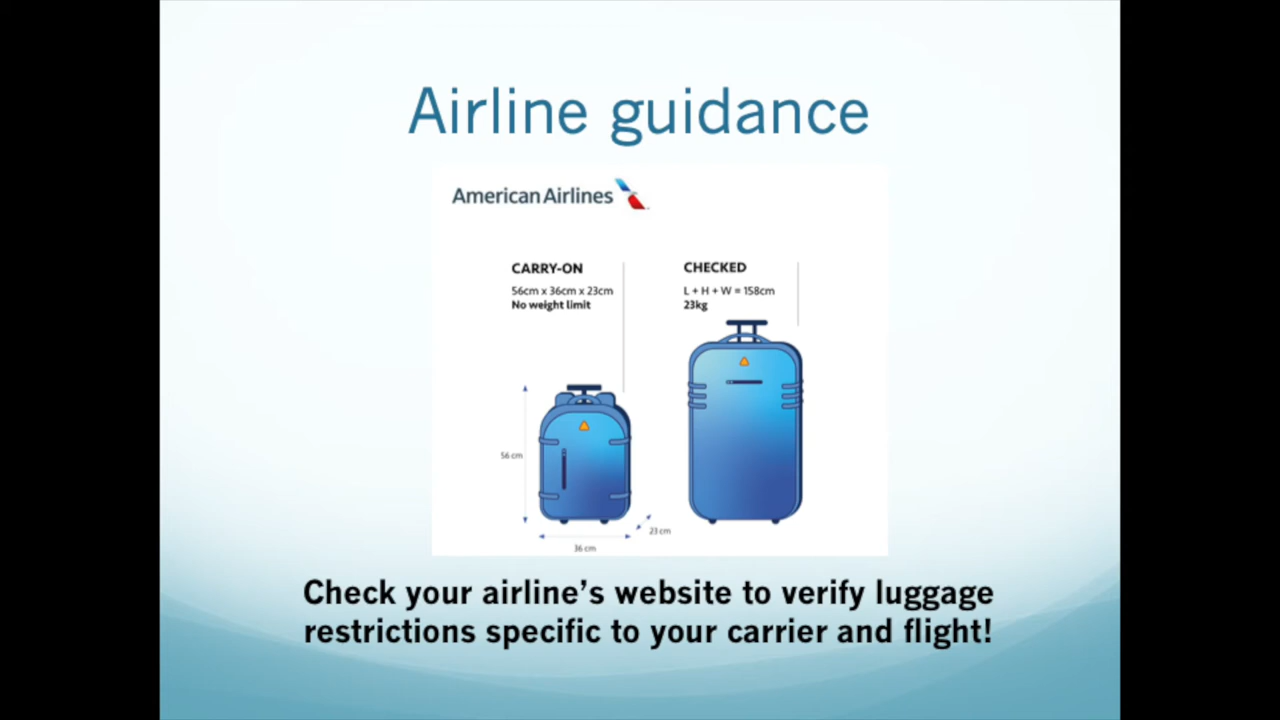 Airline guidance
American Airlines
CARRY-ON
56cm x 36cm x 23cm
No weight limit
CHECKED
L + H + W = 158cm
23kg
56 cm
23 cm
36 cm
Check your airline's website to verify luggage
restrictions specific to your carrier and flight!